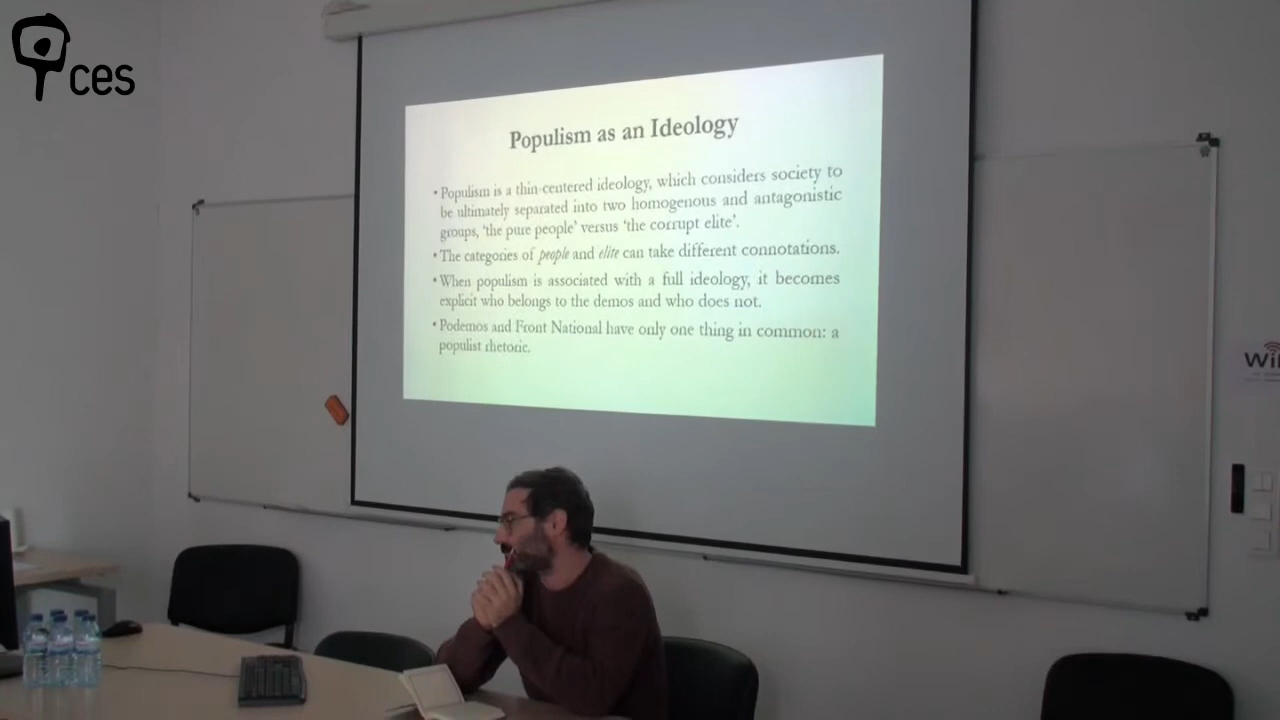 ces
Populism as an Ideology
• Populism is a thin-centered ideology, which considers society to
be ultimately separated into two homogenous and antagonistic
groups, 'the pure people' versus 'the corrupt elite'.
• The categories of people and elite can take different connotations.
• When populism is associated with a full ideology, it becomes
explicit who belongs to the demos and who does not.
• Podemos and Front National have only one thing in common: a
populist rhetoric.